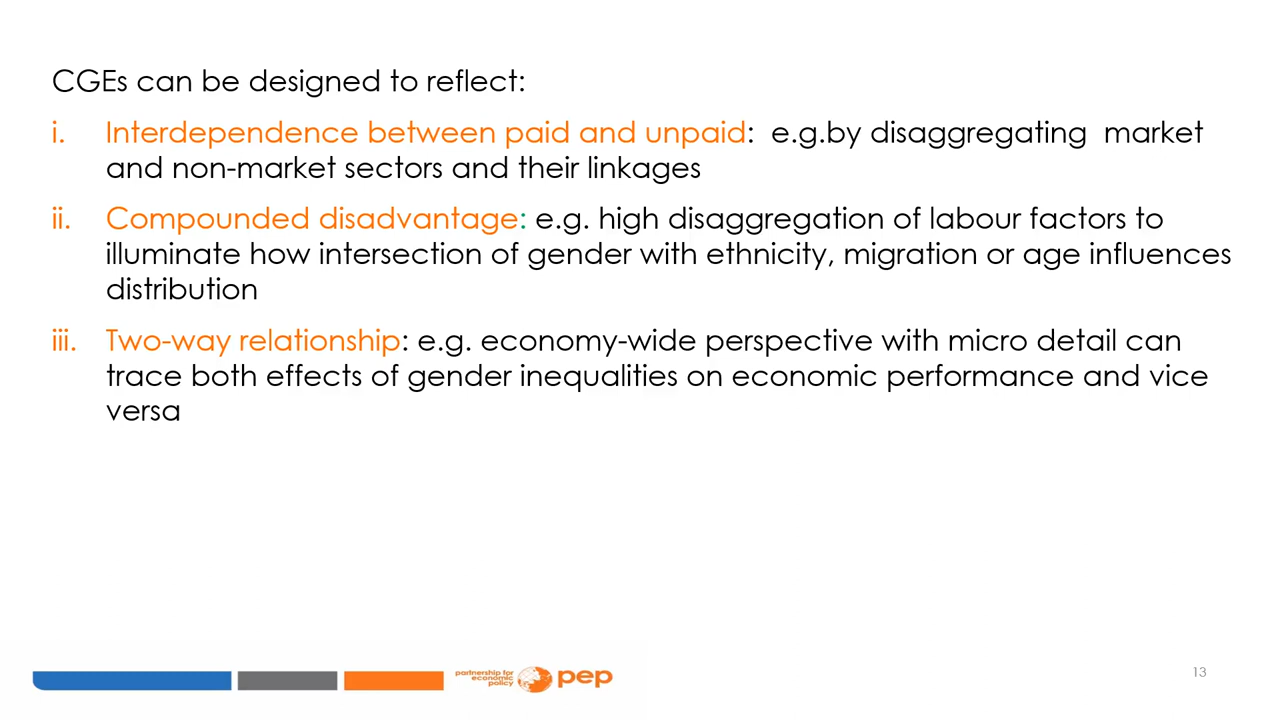 CGEs can be designed to reflect:
i. Interdependence between paid and unpaid:  e.g.by disaggregating  market
and non-market sectors and their linkages
ii. Compounded disadvantage: e.g. high disaggregation of labour factors to
illuminate how intersection of gender with ethnicity, migration or age influences
distribution
iii. Two-way relationship: e.g. economy-wide perspective with micro detail can
trace both effects of gender inequalities on economic performance and vice
versa
partnership for
economic
policy
pep
13